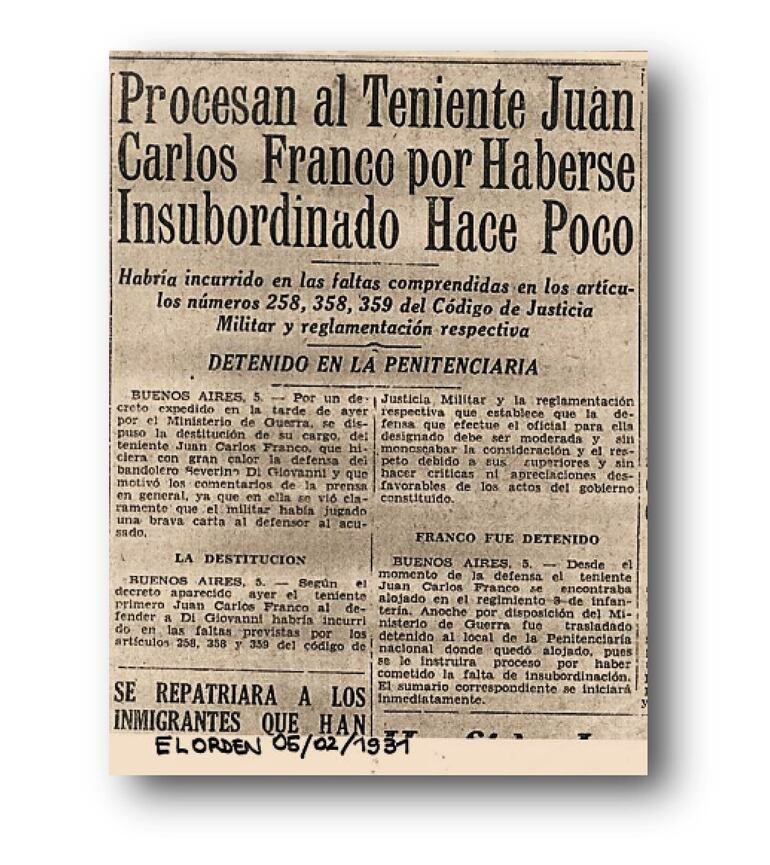 Procesan al Teniente Juan
Carlos Franco por Haberse
Insubordinado Hace Poco
Habría incurrido en las faltas comprendidas en los artícu-
los números 258, 358, 359 del Código de Justicia
Militar y reglamentación respectiva
DETENIDO EN LA PENITENCIARIA
BUENOS AIRES, 5. — Por un de-
creto expedido en la tarde de ayer
por el Ministerio de Guerra, se dis-
puso la destitución de su cargo, del
teniente Juan Carlos Franco, que hi-
ciera con gran calor la defensa del
bandolero Severino Di Giovanni y que
motivó los comentarios de la prensa
en general, ya que en ella se vió cla-
ramente que el militar había jugado
una brava carta al defensor al acu-
sado.
LA DESTITUCION
BUENOS AIRES, 5. — Según el
decreto aparecido ayer el teniente
primero Juan Carlos Franco al de-
fender a Di Giovanni habría incurri
do en las faltas previstas por los
artículos 258, 358 y 359 del código de
Justicia Militar y la reglamentación
respectiva que establece que la de-
fensa que efectue el oficial para ella
designado debe ser moderada y sin
monoscabar la consideración y el res-
peto debido a sus superiores y sin
hacer criticas ni apreciaciones des-
favorables de los actos del gobierno
constituido.
FRANCO FUE DETENIDO
BUENOS AIRES, 5. — Desde el
momento de la defensa el teniente
Juan Carlos Franco se encontraba
alojado en el regimiento 3 de infan-
tería. Anoche por disposición del Mi-
nisterio de Guerra fue trasladado
detenido al local de la Penitenciaría
nacional donde quedó alojado, pues
se le instruira proceso por haber
cometido la falta de insubordinación.
El sumario correspondiente se iniciará
inmediatamente.
SE REPATRIARA A LOS
INMIGRANTES QUE HAN
EL ORDEN 05/02/1931